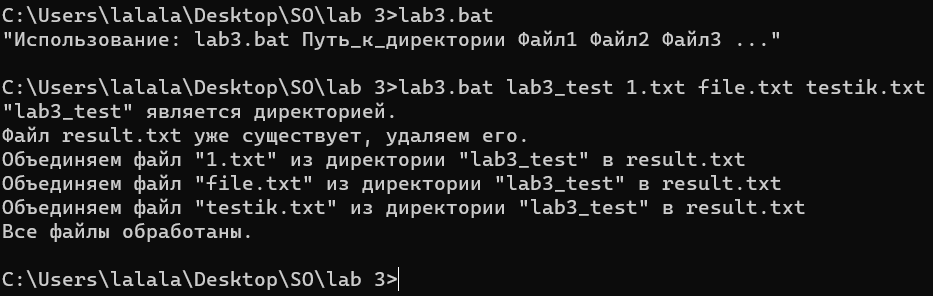 C:\Users\lalala\Desktop\SO\lab 3>lab3.bat
"Использование: lab3.bat Путь_к_директории Файл1 Файл2 Файл3 ..."
C:\Users\lalala\Desktop\SO\lab 3>lab3.bat lab3_test 1.txt file.txt testik.txt
"lab3_test" является директорией.
Файл result.txt уже существует, удаляем его.
Объединяем файл "1.txt" из директории "lab3_test" в result.txt
Объединяем файл "file.txt" из директории "lab3_test" в result.txt
Объединяем файл "testik.txt" из директории "lab3_test" в result.txt
Все файлы обработаны.
C:\Users\lalala\Desktop\SO\lab 3>